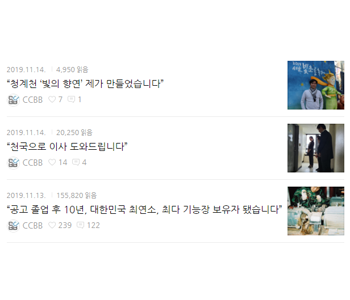 2019.11.14. 4,950 읽음
“청계천 ‘빛의 향연’ 제가 만들었습니다”
CCBB 7 1
2019.11.14. 20,250 읽음
“천국으로 이사 도와드립니다”
CCBB 14 4
2019.11.13. 155,820 읽음
“공고 졸업 후 10년, 대한민국 최연소, 최다 기능장 보유자 됐습니다”
CCBB 239 122